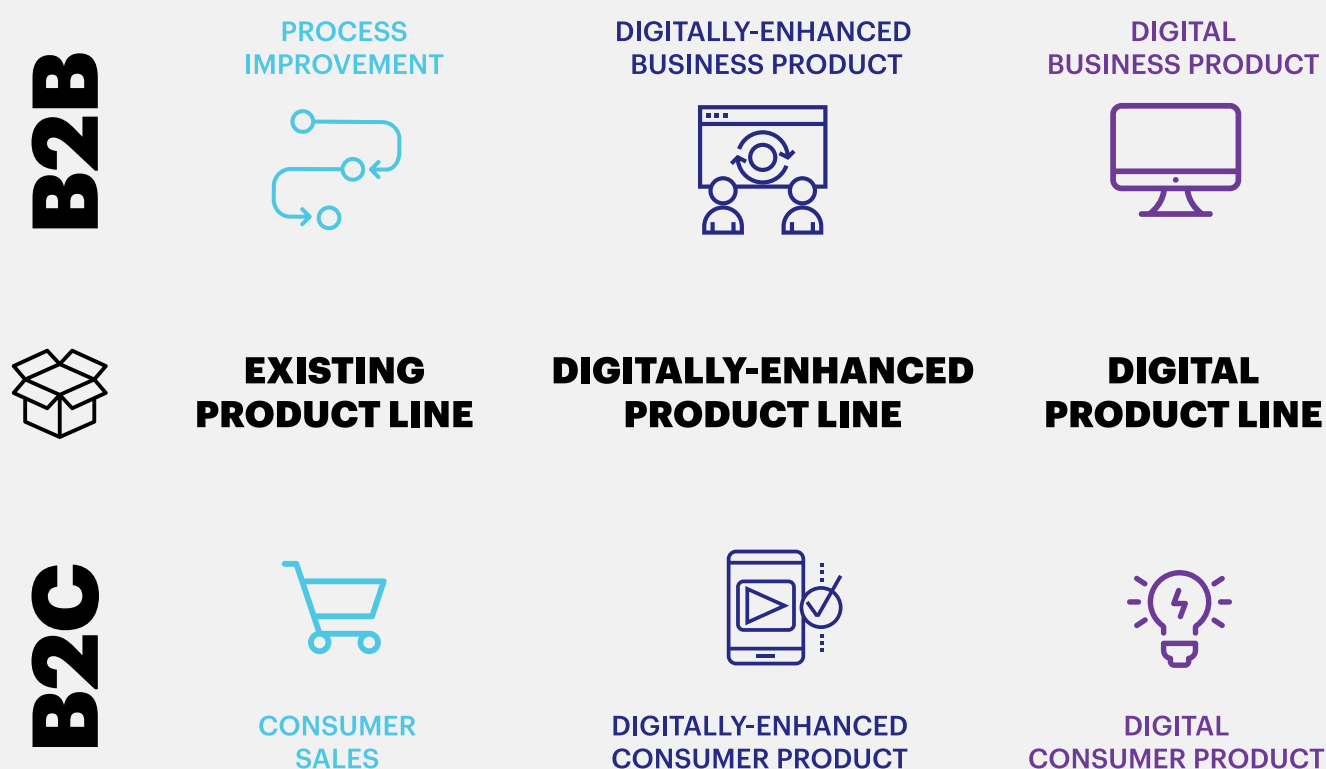 B2B
PROCESS
IMPROVEMENT
DIGITALLY-ENHANCED
BUSINESS PRODUCT
DIGITAL
BUSINESS PRODUCT
EXISTING
PRODUCT LINE
DIGITALLY-ENHANCED
PRODUCT LINE
DIGITAL
PRODUCT LINE
B2C
CONSUMER
SALES
DIGITALLY-ENHANCED
CONSUMER PRODUCT
DIGITAL
CONSUMER PRODUCT